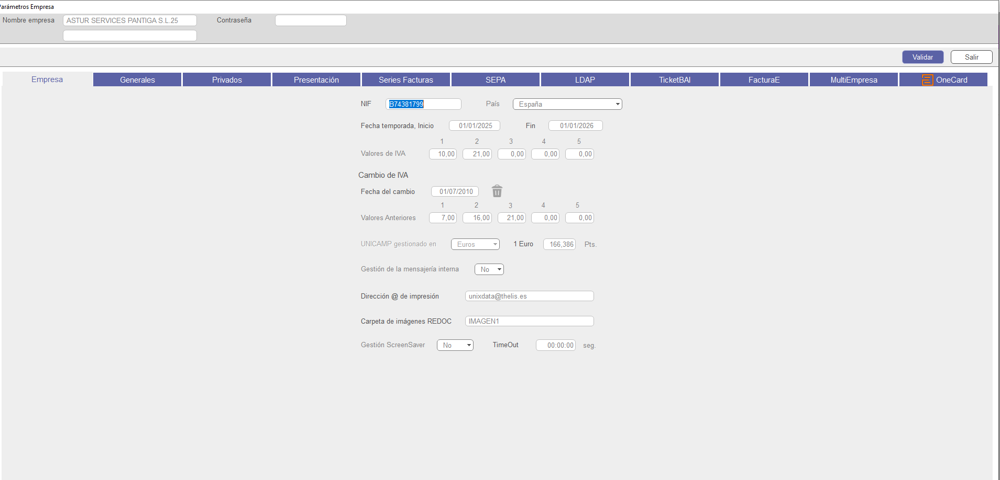 Parámetros Empresa
Nombre empresa ASTUR SERVICES PANTIGA S.L.25 Contraseña
Validar Salir
Empresa Generales Privados Presentación Series Facturas SEPA LDAP TicketBAI FacturaE MultiEmpresa OneCard
NIF B74381799 País España
Fecha temporada, Inicio 01/01/2025 Fin 01/01/2026
1 2 3 4 5
Valores de IVA 10,00 21,00 0,00 0,00 0,00
Cambio de IVA
Fecha del cambio 01/07/2010
1 2 3 4 5
Valores Anteriores 7,00 16,00 21,00 0,00 0,00
UNICAMP gestionado en Euros 1 Euro 166,386 Pts.
Gestión de la mensajería interna No
Dirección @ de impresión unixdata@thelis.es
Carpeta de imágenes REDOC IMAGEN1
Gestión ScreenSaver No TimeOut 00:00:00 seg.